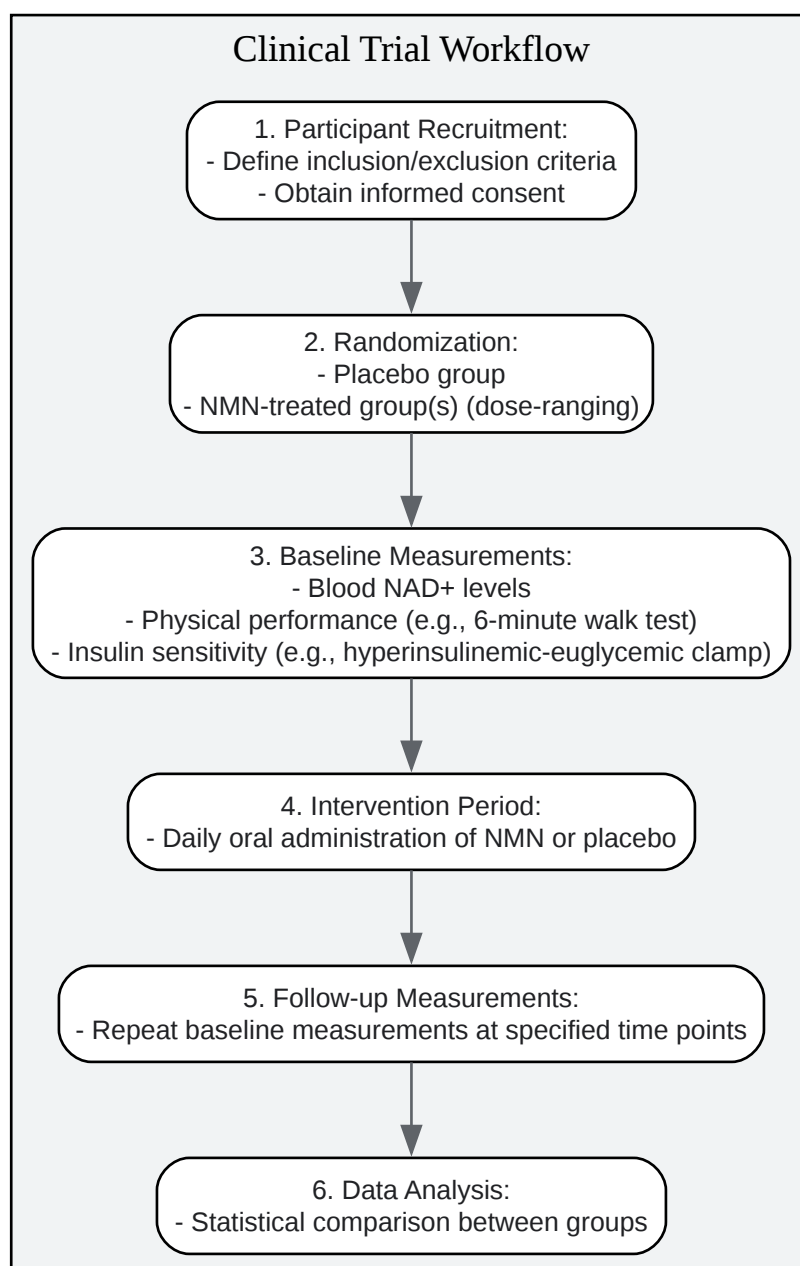 Clinical Trial Workflow
1. Participant Recruitment:
- Define inclusion/exclusion criteria
- Obtain informed consent
2. Randomization:
- Placebo group
- NMN-treated group(s) (dose-ranging)
3. Baseline Measurements:
- Blood NAD+ levels
- Physical performance (e.g., 6-minute walk test)
- Insulin sensitivity (e.g., hyperinsulinemic-euglycemic clamp)
4. Intervention Period:
- Daily oral administration of NMN or placebo
5. Follow-up Measurements:
- Repeat baseline measurements at specified time points
6. Data Analysis:
- Statistical comparison between groups